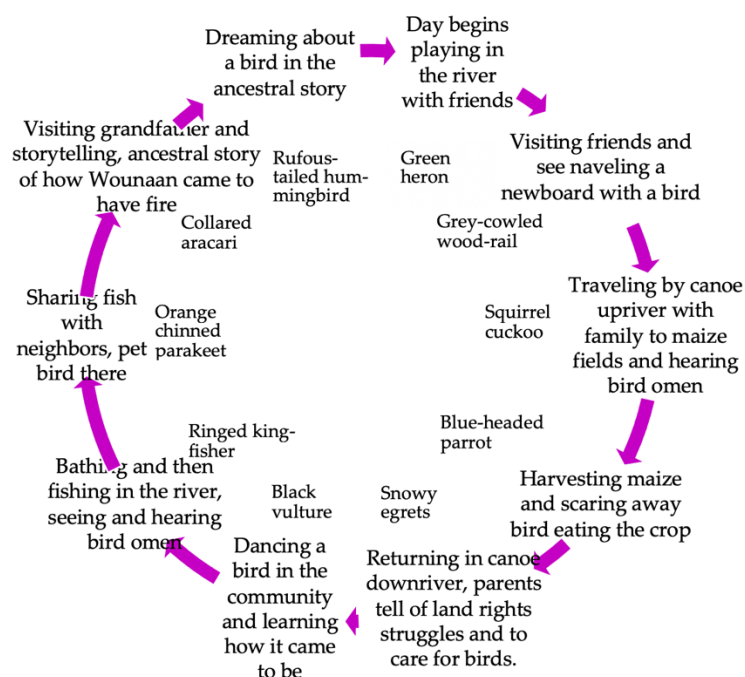 Dreaming about
a bird in the
ancestral story
Day begins
playing in
the river
with friends
Visiting friends and
see naveling a
newboard with a bird
Traveling by canoe
upriver with
family to maize
fields and hearing
bird omen
Harvesting maize
and scaring away
bird eating the crop
Returning in canoe
downriver, parents
tell of land rights
struggles and to
care for birds.
Dancing a
bird in the
community
and learning
how it came
to be
Bathing and then
fishing in the river,
seeing and hearing
bird omen
Sharing fish
with
neighbors, pet
bird there
Visiting grandfather and
storytelling, ancestral story
of how Wounaan came to
have fire
Rufous-
tailed hum-
mingbird
Green
heron
Grey-cowled
wood-rail
Squirrel
cuckoo
Blue-headed
parrot
Snowy
egrets
Black
vulture
Ringed king-
fisher
Orange
chinned
parakeet
Collared
aracari